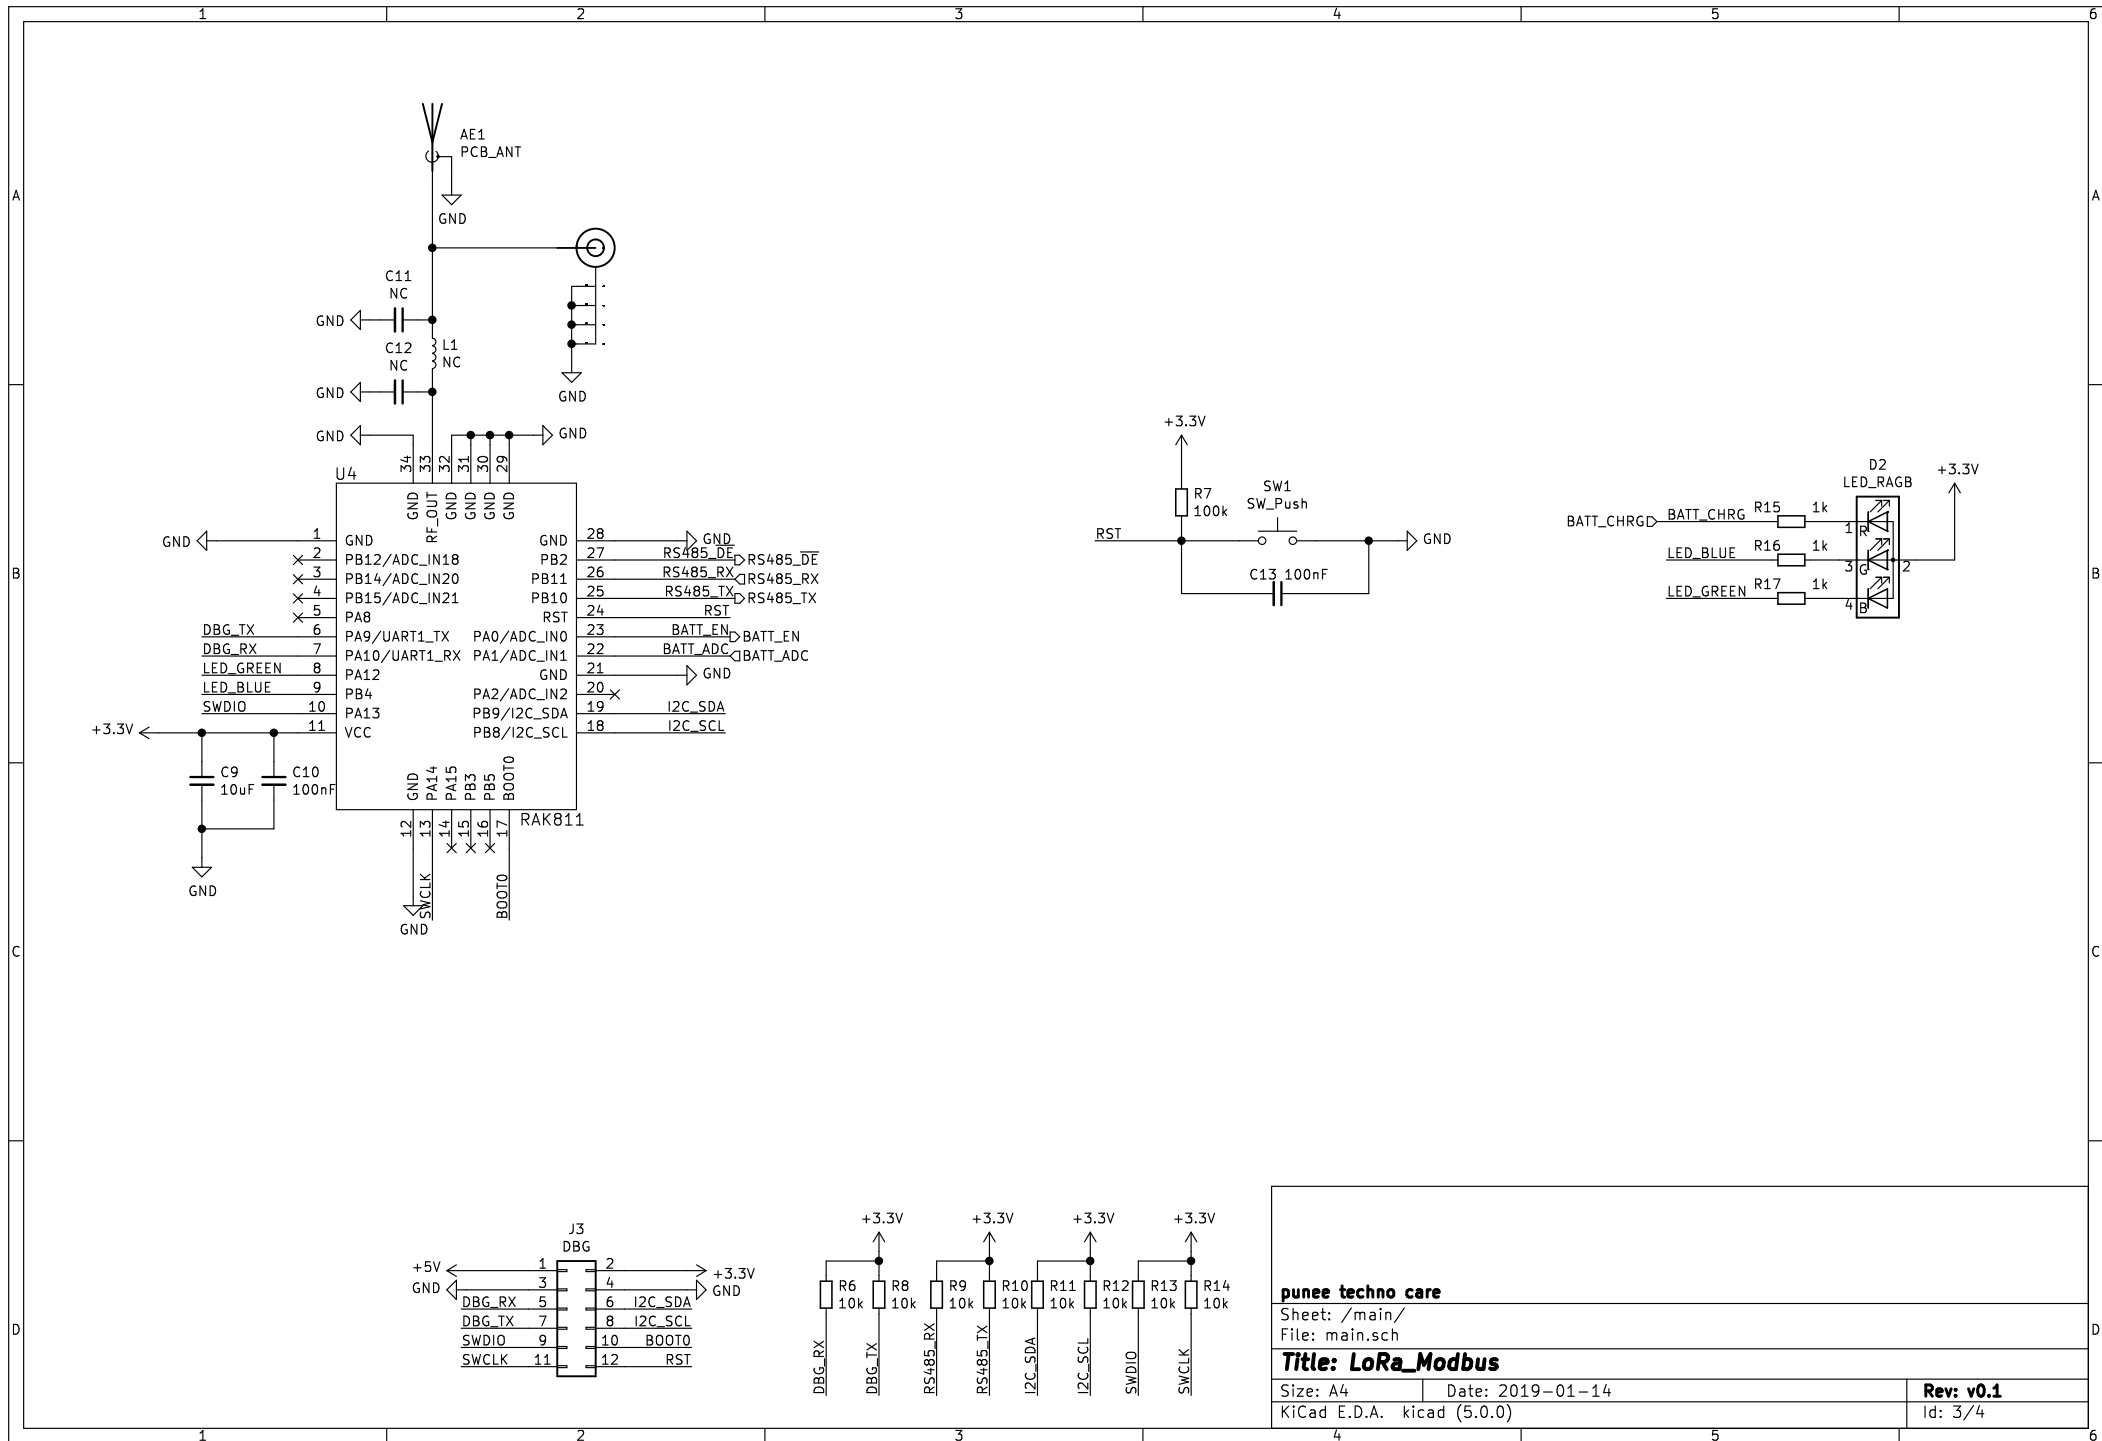 1 2 3 4 5 6
A A
B B
C C
D D
1 2 3 4 5 6
AE1
PCB_ANT
GND
C11
NC
GND
C12
NC
L1
NC
GND
GND
GND
GND
U4
34 33 32 31 30 29
GND RF_OUT GND GND GND GND
GND 1 GND
2 PB12/ADC_IN18
3 PB14/ADC_IN20
4 PB15/ADC_IN21
5 PA8
DBG_TX 6 PA9/UART1_TX
DBG_RX 7 PA10/UART1_RX
LED_GREEN 8 PA12
LED_BLUE 9 PB4
SWDIO 10 PA13
+3.3V 11 VCC
GND 28 GND
PB2 27 RS485_DE RS485_DE
PB11 26 RS485_RX RS485_RX
PB10 25 RS485_TX RS485_TX
RST 24 RST
PA0/ADC_IN0 23 BATT_EN BATT_EN
PA1/ADC_IN1 22 BATT_ADC BATT_ADC
GND 21 GND
PA2/ADC_IN2 20
PB9/I2C_SDA 19 I2C_SDA
PB8/I2C_SCL 18 I2C_SCL
GND PA14 PA15 PB3 PB5 BOOT0
12 13 14 15 16 17
RAK811
C9
10uF
C10
100nF
GND
GND
SWCLK
BOOT0
+3.3V
R7
100k
SW1
SW_Push
RST
GND
C13 100nF
D2
LED_RAGB
+3.3V
BATT_CHRG BATT_CHRG R15 1k 1 R
LED_BLUE R16 1k 3 G 2
LED_GREEN R17 1k 4 B
J3
DBG
+5V 1 2 +3.3V
GND 3 4 GND
DBG_RX 5 6 I2C_SDA
DBG_TX 7 8 I2C_SCL
SWDIO 9 10 BOOT0
SWCLK 11 12 RST
+3.3V +3.3V +3.3V +3.3V
R6 R8 R9 R10 R11 R12 R13 R14
10k 10k 10k 10k 10k 10k 10k 10k
DBG_RX DBG_TX RS485_RX RS485_TX I2C_SDA I2C_SCL SWDIO SWCLK
punee techno care
Sheet: /main/
File: main.sch
Title: LoRa_Modbus
Size: A4 Date: 2019-01-14 Rev: v0.1
KiCad E.D.A. kicad (5.0.0) Id: 3/4